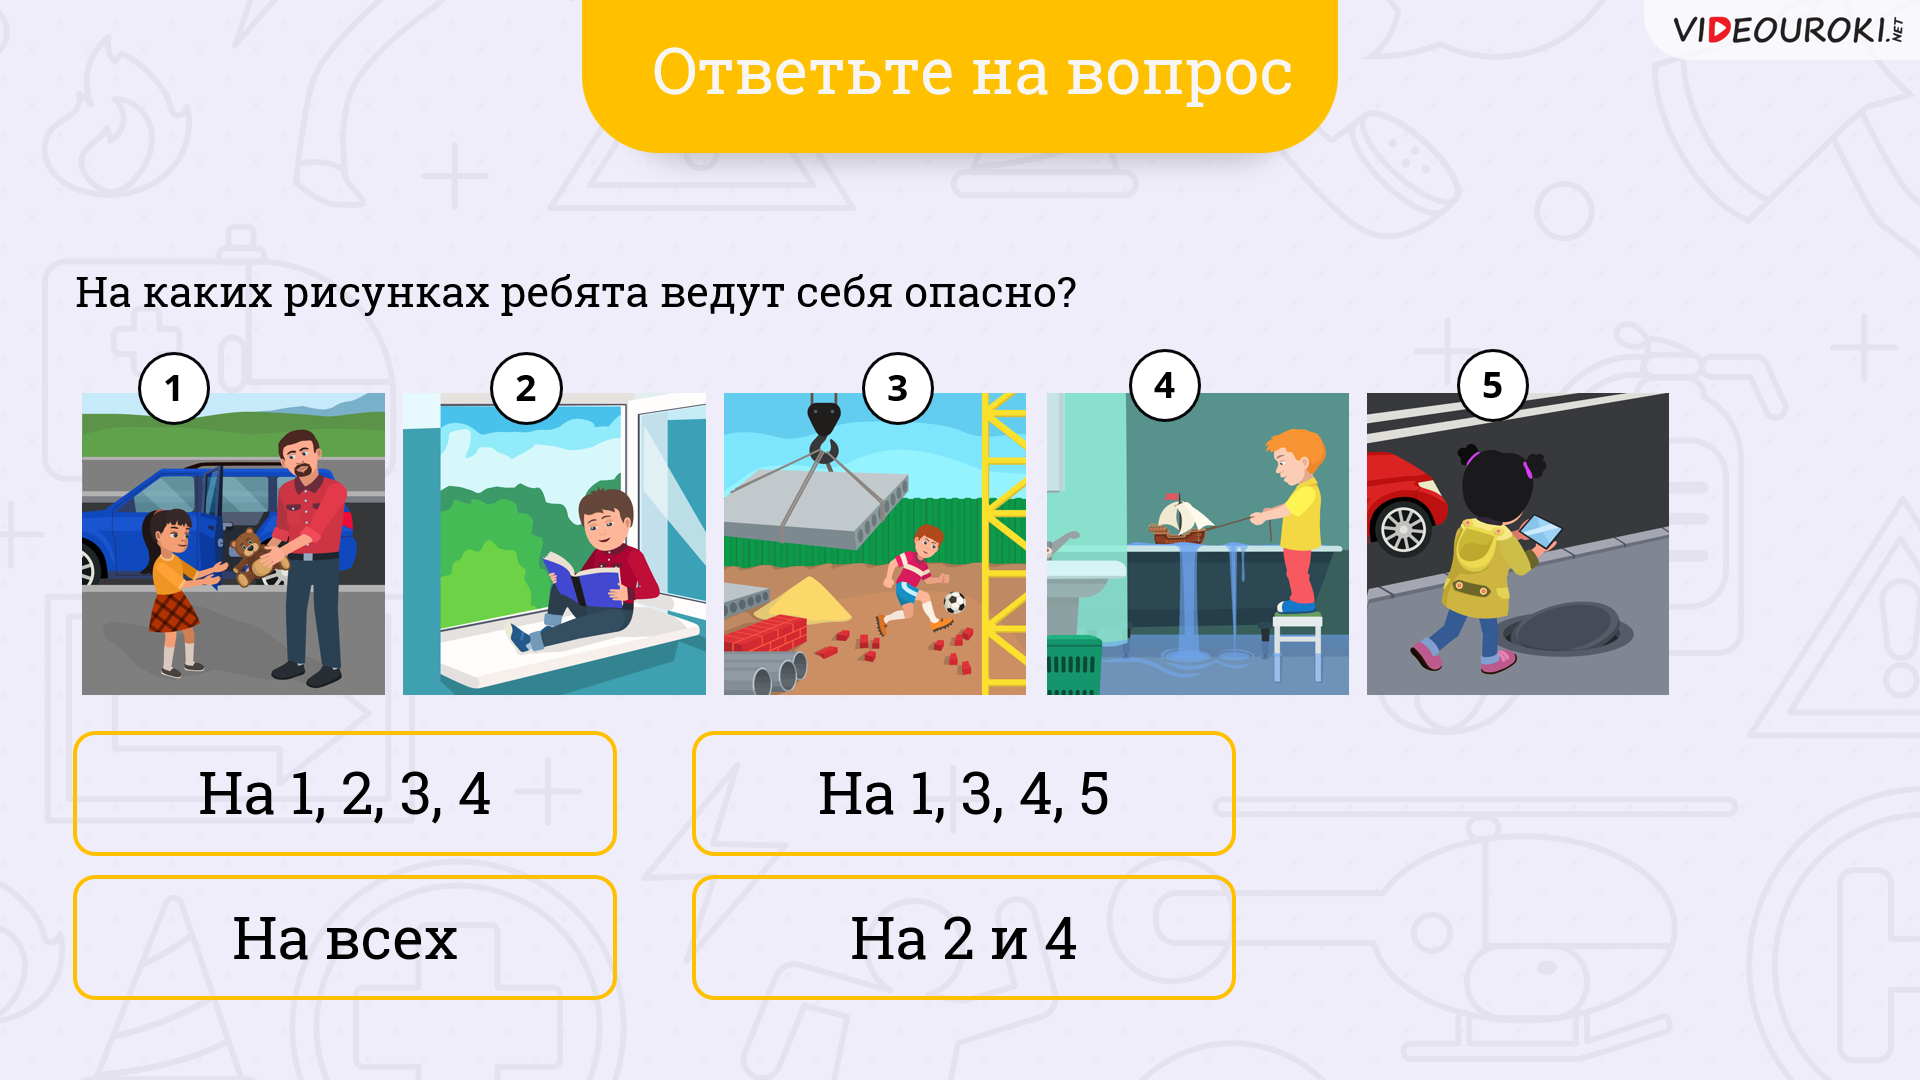 Ответьте на вопрос
VIDEOUROKI.NET
На каких рисунках ребята ведут себя опасно?
1
2
3
4
5
На 1, 2, 3, 4
На 1, 3, 4, 5
На всех
На 2 и 4